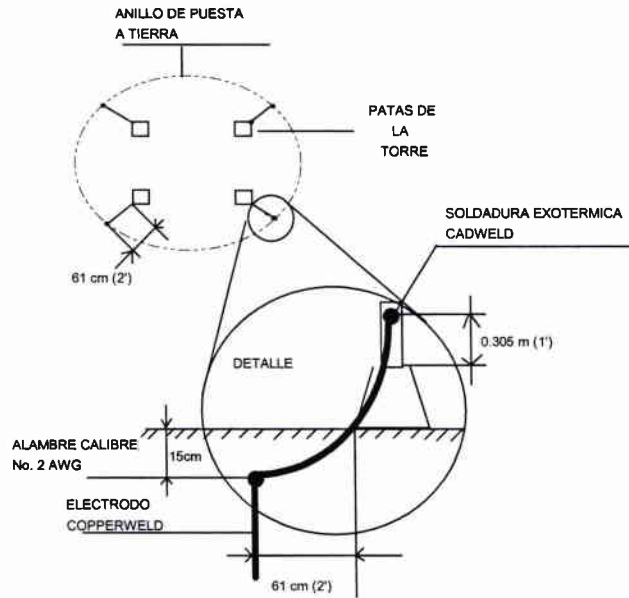 ANILLO DE PUESTA
A TIERRA
PATAS DE
LA
TORRE
SOLDADURA EXOTERMICA
CADWELD
61 cm (2')
0.305 m (1')
DETALLE
ALAMBRE CALIBRE
No. 2 AWG
15cm
ELECTRODO
COPPERWELD
61 cm (2')